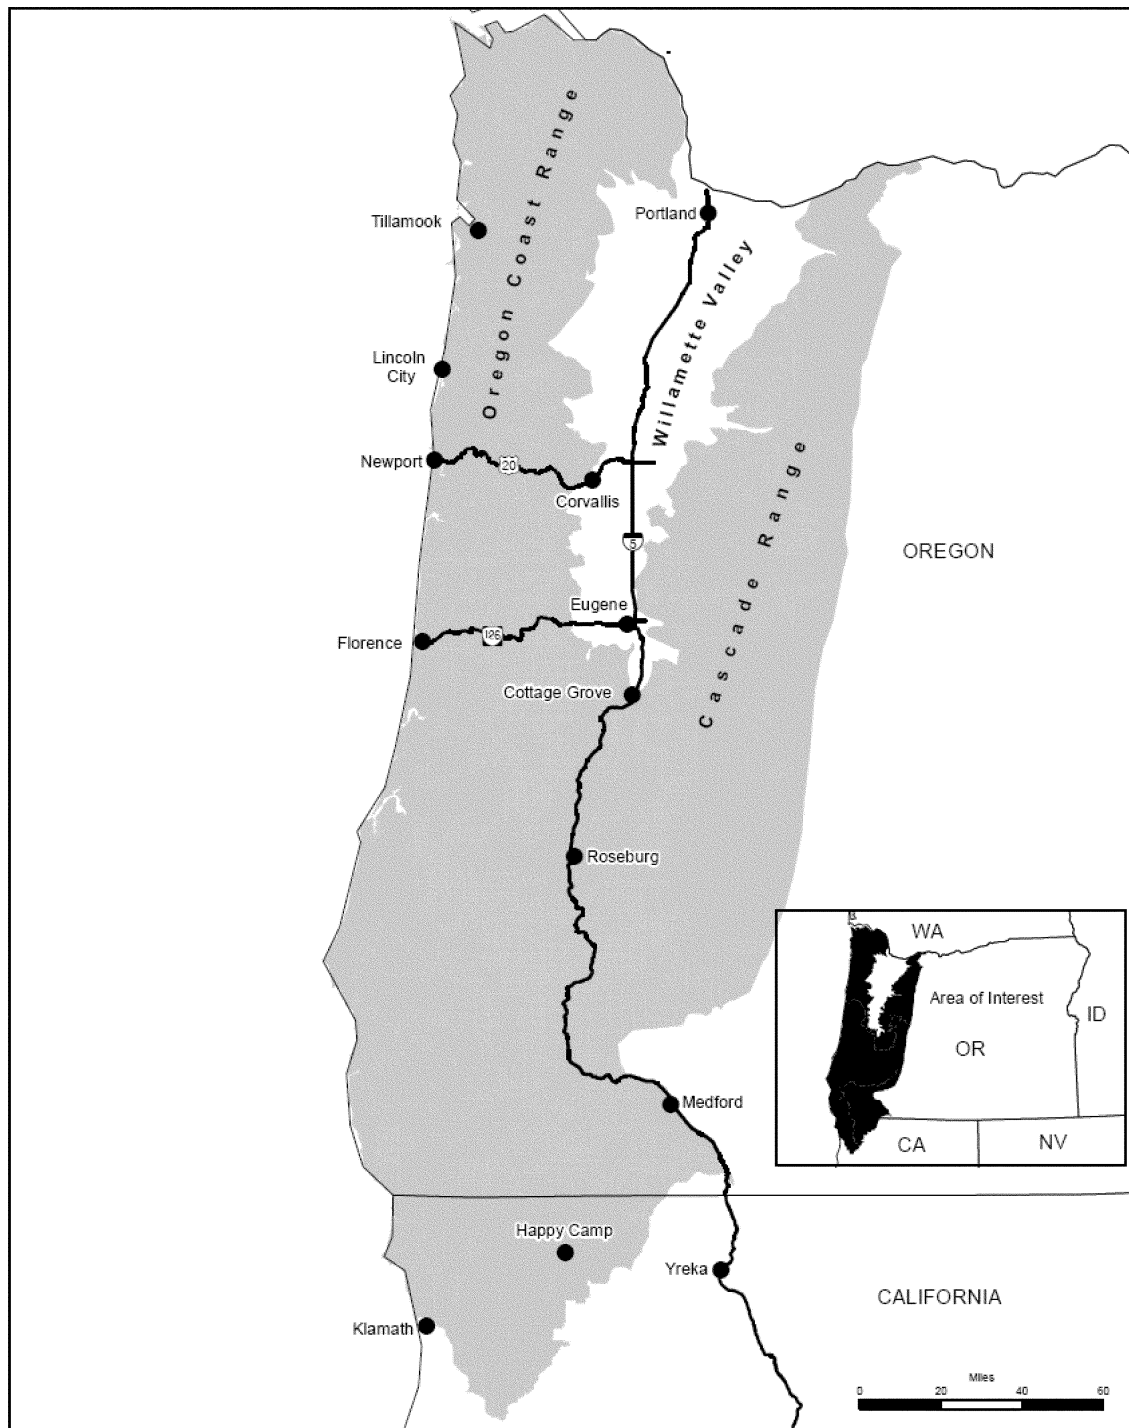 Oregon Coast Range
Portland
Tillamook
Willamette Valley
Lincoln
City
Cascade Range
Newport
20
Corvallis
5
OREGON
Eugene
126
Florence
Cottage Grove
Roseburg
WA
Area of Interest
ID
OR
Medford
CA
NV
Happy Camp
Yreka
CALIFORNIA
Klamath
Miles
0 20 40 60